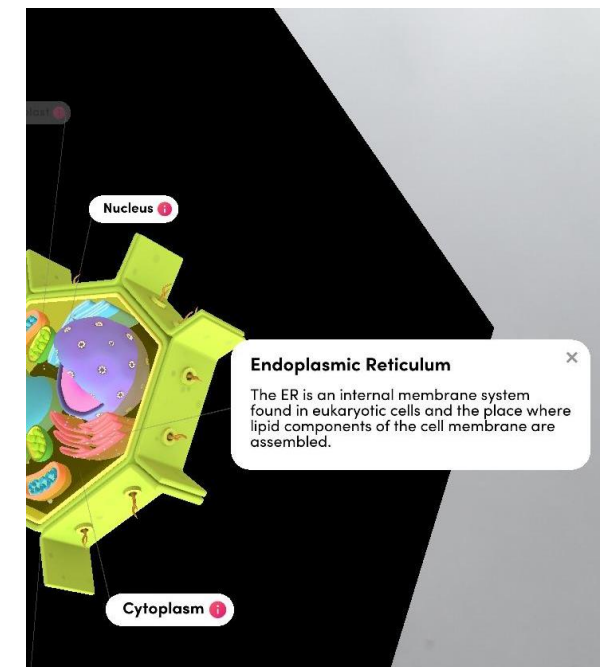 Nucleus
Endoplasmic Reticulum
The ER is an internal membrane system
found in eukaryotic cells and the place where
lipid components of the cell membrane are
assembled.
Cytoplasm